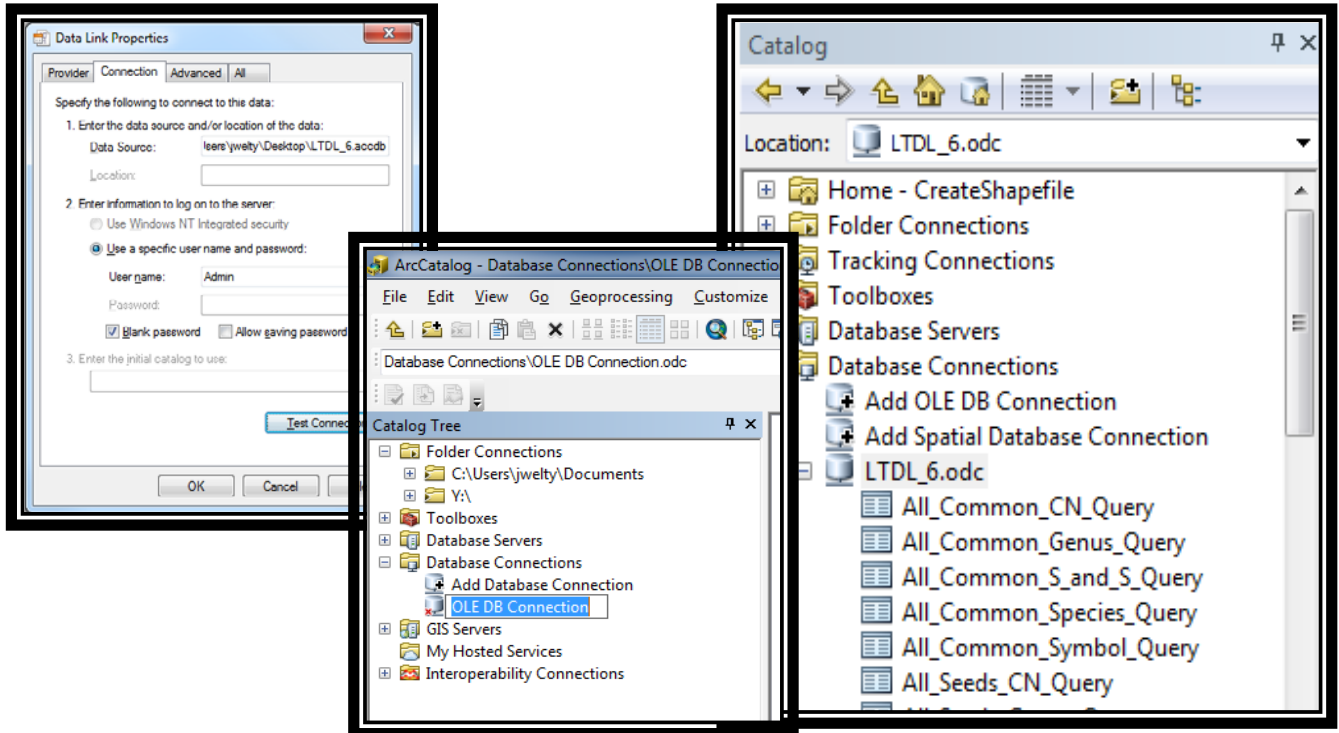 Data Link Properties
Provider Connection Advanced All
Specify the following to connect to this data:
1. Enter the data source and/or location of the data:
Data Source: \jwelty\Desktop\LTDL_6.accdb
Location:
2. Enter information to log on to the server:
Use Windows NT Integrated security
Use a specific user name and password:
User name: Admin
Password:
Blank password Allow saving password
3. Enter the initial catalog to use:
Test
OK Cancel
ArcCatalog - Database Connections\OLE DB
File Edit View Go Geoprocessing Customize
Database Connections\OLE DB Connection.odc
Catalog Tree
Folder Connections
C:\Users\jwelty\Documents
Y:\
Toolboxes
Database Servers
Database Connections
Add Database Connection
OLE DB Connection
GIS Servers
My Hosted Services
Interoperability Connections
Catalog
Location: LTDL_6.odc
Home - CreateShapefile
Folder Connections
Tracking Connections
Toolboxes
Database Servers
Database Connections
Add OLE DB Connection
Add Spatial Database Connection
LTDL_6.odc
All_Common_CN_Query
All_Common_Genus_Query
All_Common_S_and_S_Query
All_Common_Species_Query
All_Common_Symbol_Query
All_Seeds_CN_Query